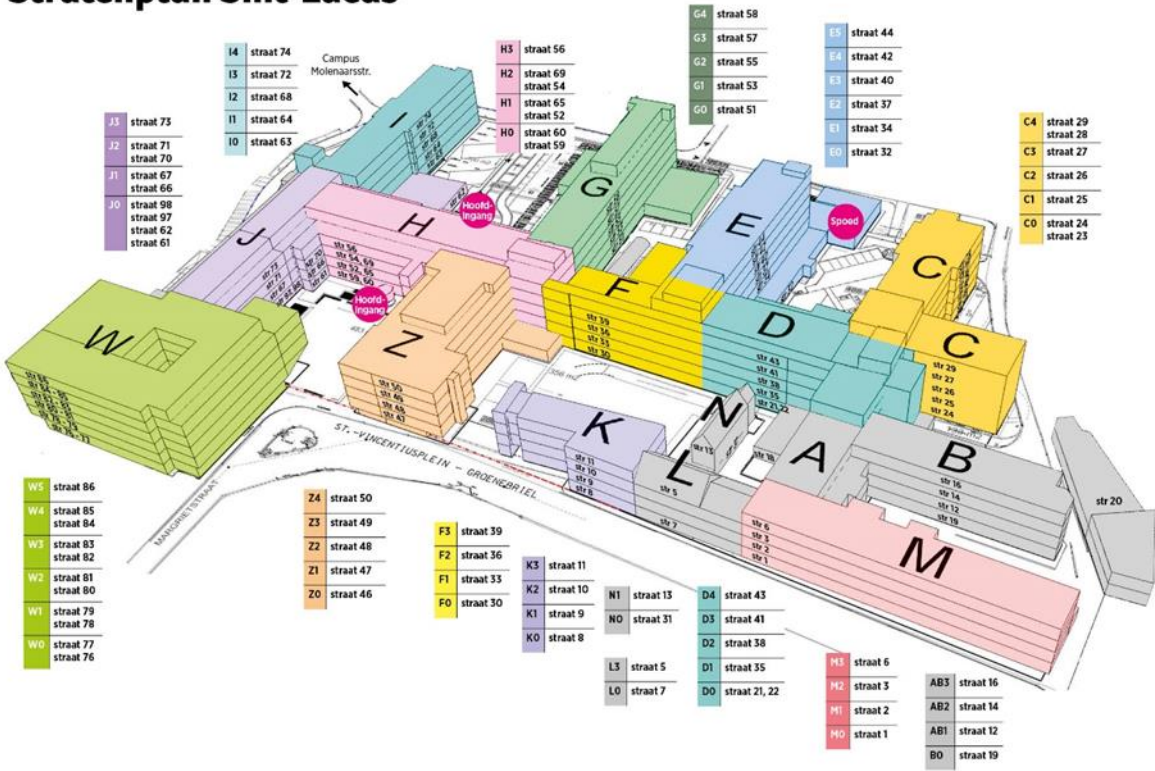 Stratenplan Sint-Lucas
I4 straat 74
I3 straat 72
I2 straat 68
I1 straat 64
I0 straat 63
Campus
Molenaarsstr.
H3 straat 56
H2 straat 69
straat 54
H1 straat 65
straat 52
H0 straat 60
straat 59
G4 straat 58
G3 straat 57
G2 straat 55
G1 straat 53
G0 straat 51
E5 straat 44
E4 straat 42
E3 straat 40
E2 straat 37
E1 straat 34
E0 straat 32
C4 straat 29
straat 28
C3 straat 27
C2 straat 26
C1 straat 25
C0 straat 24
straat 23
J3 straat 73
J2 straat 71
straat 70
J1 straat 67
straat 66
J0 straat 98
straat 97
straat 62
straat 61
I
G
E
Spoed
Hoofd-
Ingang
H
J
C
str 56
str 54, 69
str 52, 65
str 59, 60
Hoofd-
Ingang
F
str 39
str 36
str 33
str 30
D
str 43
str 41
str 38
str 35
str 21,22
C
str 29
str 27
str 26
str 25
str 24
W
Z
str 50
str 49
str 48
str 47
K
str 11
str 10
str 9
str 8
N
str 13
str 18
L
str 5
str 7
A
B
str 16
str 14
str 12
str 19
str 20
M
str 6
str 3
str 2
str 1
ST.-VINCENTIUSPLEIN - GROENEBRIEL
MARGRIETSTRAAT
W5 straat 86
W4 straat 85
straat 84
W3 straat 83
straat 82
W2 straat 81
straat 80
W1 straat 79
straat 78
W0 straat 77
straat 76
Z4 straat 50
Z3 straat 49
Z2 straat 48
Z1 straat 47
Z0 straat 46
F3 straat 39
F2 straat 36
F1 straat 33
F0 straat 30
K3 straat 11
K2 straat 10
K1 straat 9
K0 straat 8
N1 straat 13
N0 straat 31
L3 straat 5
L0 straat 7
D4 straat 43
D3 straat 41
D2 straat 38
D1 straat 35
D0 straat 21, 22
M3 straat 6
M2 straat 3
M1 straat 2
M0 straat 1
AB3 straat 16
AB2 straat 14
AB1 straat 12
B0 straat 19